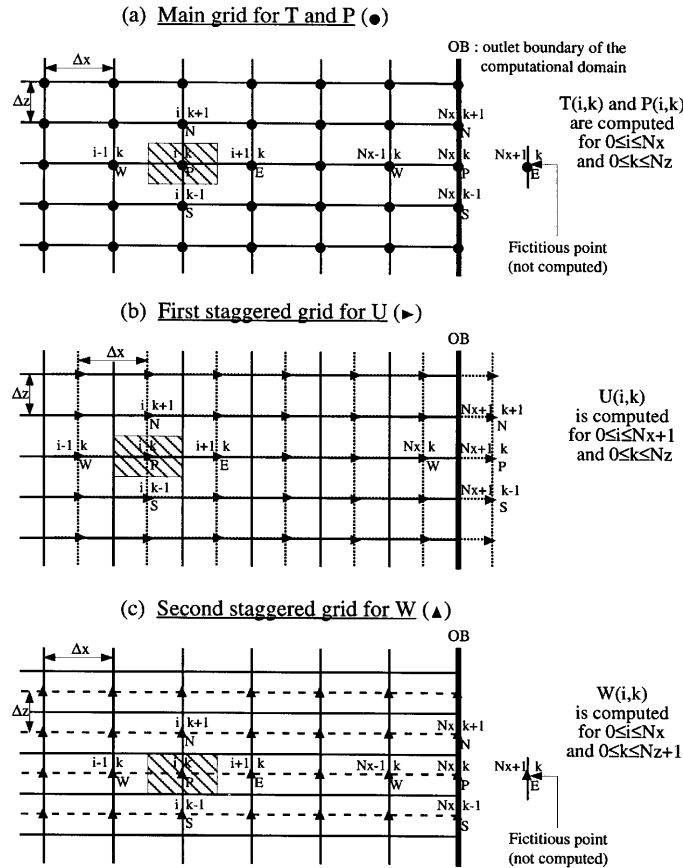 (a) Main grid for T and P (●)
OB : outlet boundary of the
computational domain
Δx
Δz
i k+1
N
Nx k+1
N
T(i,k) and P(i,k)
are computed
for 0≤i≤Nx
and 0≤k≤Nz
i-1 k
W
i k
P
i+1 k
E
Nx-1 k
W
Nx k
P
Nx+1 k
E
i k-1
S
Nx k-1
S
Fictitious point
(not computed)
(b) First staggered grid for U (►)
OB
Δx
Δz
i k+1
N
Nx+1 k+1
N
U(i,k)
is computed
for 0≤i≤Nx+1
and 0≤k≤Nz
i-1 k
W
i k
P
i+1 k
E
Nx k
W
Nx+1 k
P
i k-1
S
Nx+1 k-1
S
(c) Second staggered grid for W (▲)
OB
Δx
Δz
i k+1
N
Nx k+1
N
W(i,k)
is computed
for 0≤i≤Nx
and 0≤k≤Nz+1
i-1 k
W
i k
P
i+1 k
E
Nx-1 k
W
Nx k
P
Nx+1 k
E
i k-1
S
Nx k-1
S
Fictitious point
(not computed)